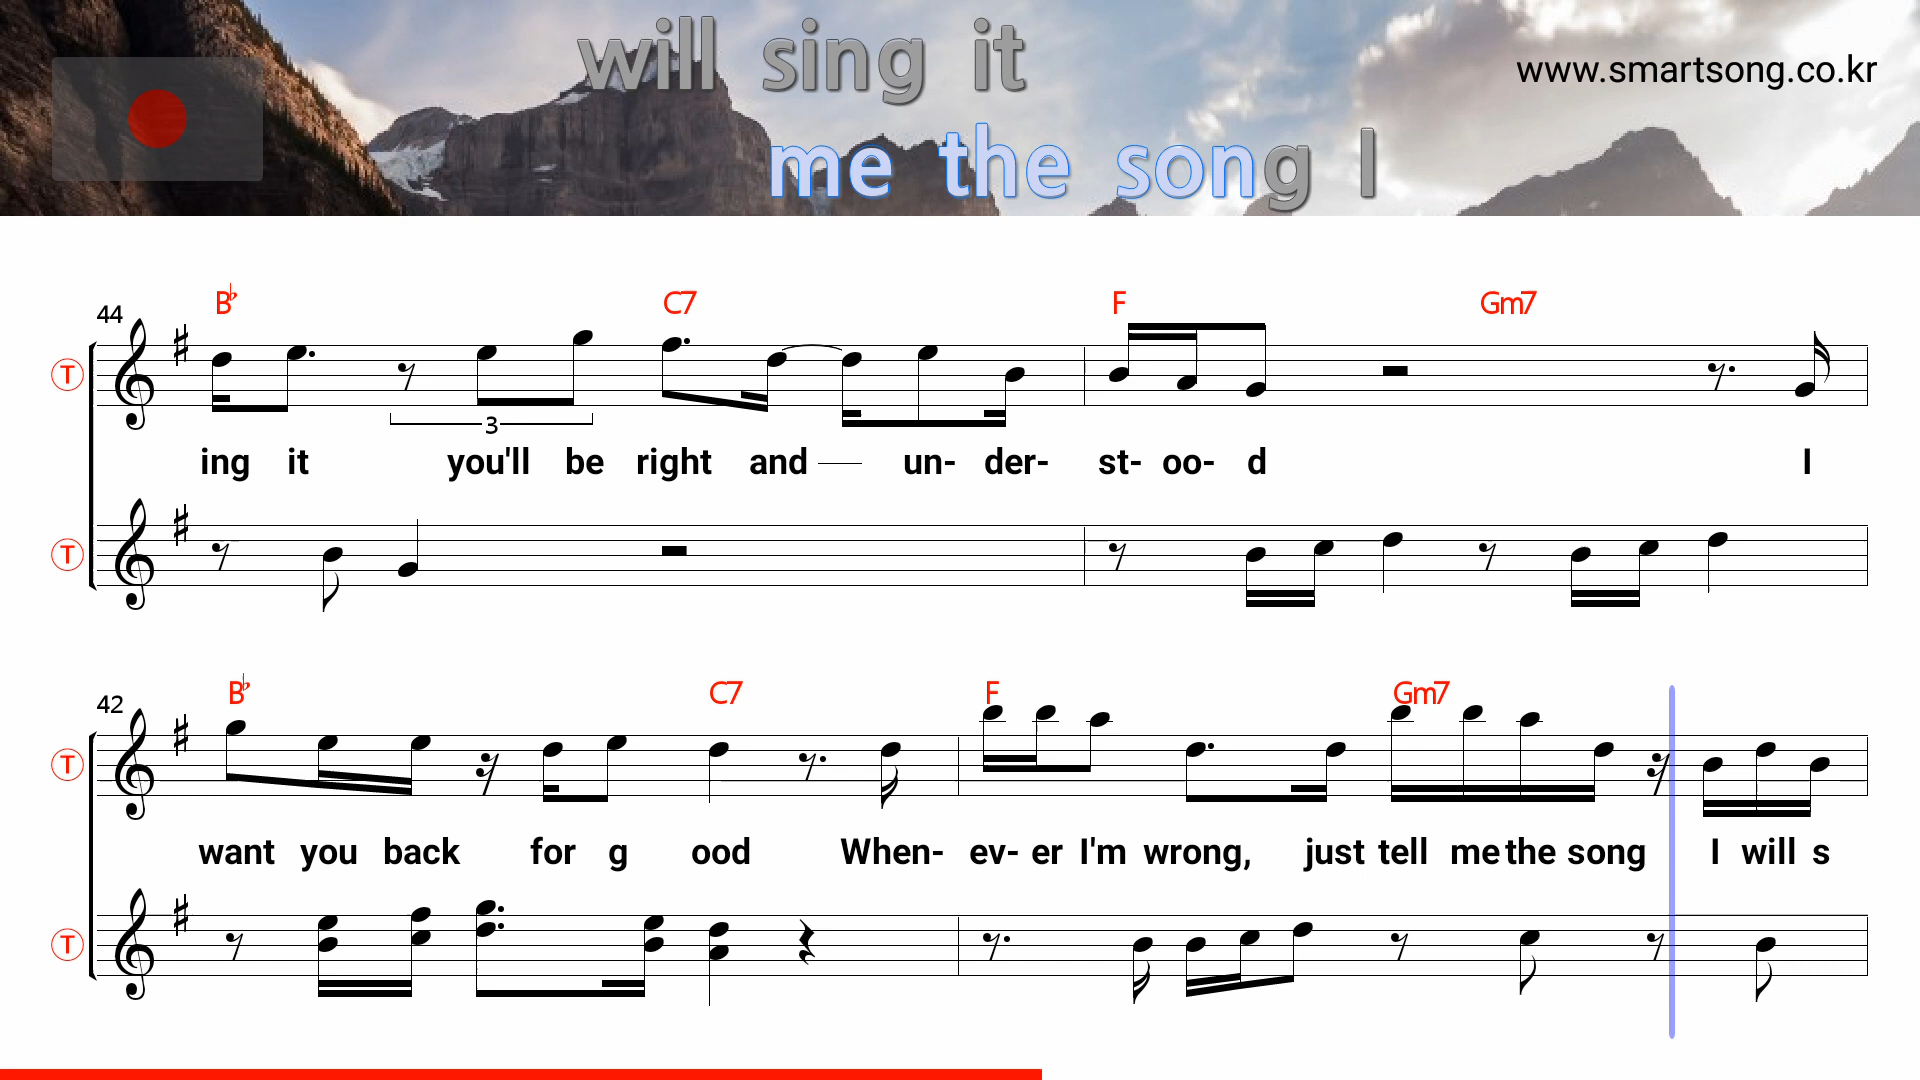 will sing it
www.smartsong.co.kr
me the song I
B♭ C7 F Gm7
44
T
3
ing it you'll be right and un- der- st- oo- d I
T
B♭ C7 F Gm7
42
T
want you back for g ood When- ev- er I'm wrong, just tell me the song I will s
T